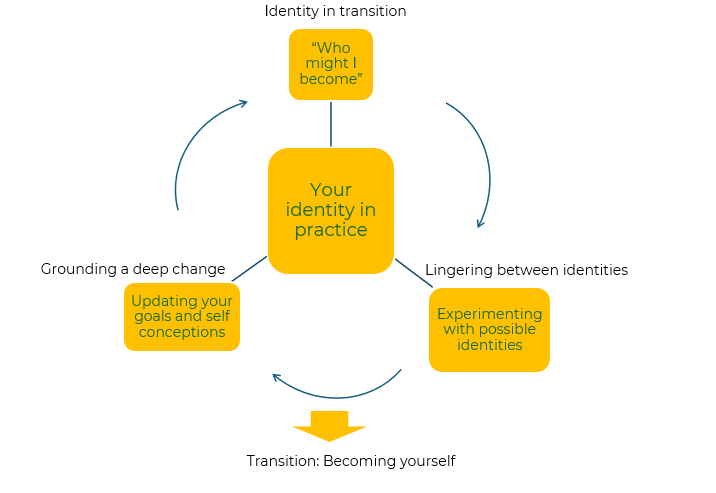 Identity in transition
“Who
might I
become”
Your
identity in
practice
Grounding a deep change
Updating your
goals and self
conceptions
Lingering between identities
Experimenting
with possible
identities
Transition: Becoming yourself